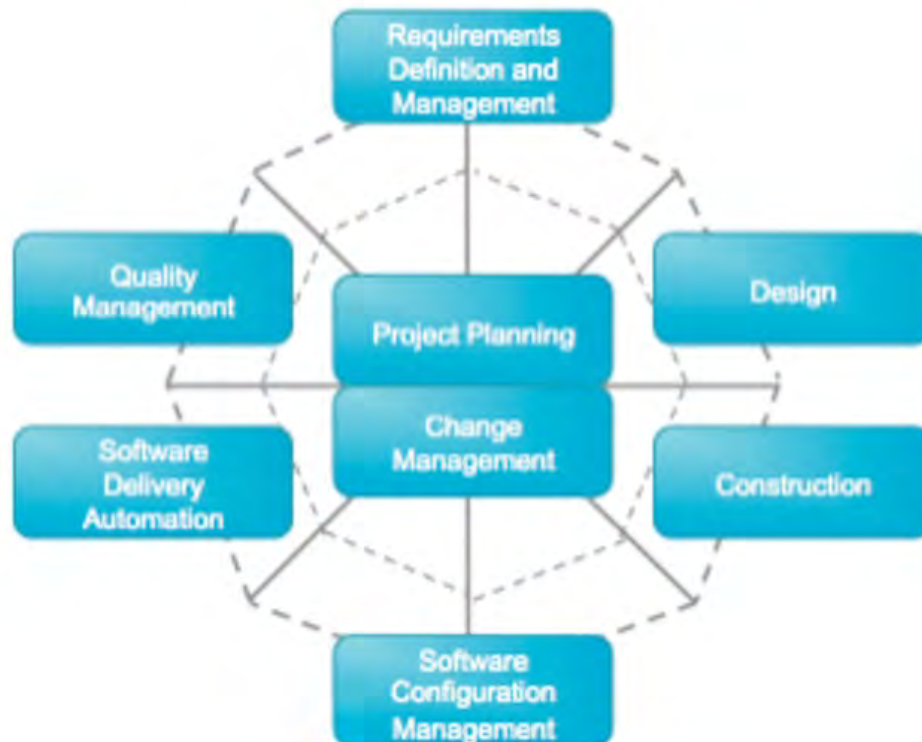 Requirements
Definition and
Management
Quality
Management
Design
Project Planning
Change
Management
Software
Delivery
Automation
Construction
Software
Configuration
Management